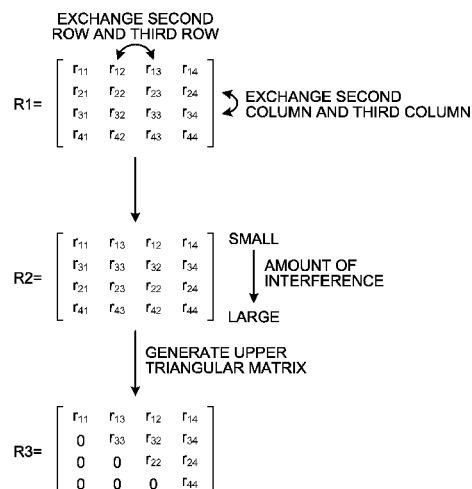 EXCHANGE SECOND
ROW AND THIRD ROW
r11 r12 r13 r14
r21 r22 r23 r24
R1=
r31 r32 r33 r34
r41 r42 r43 r44
EXCHANGE SECOND
COLUMN AND THIRD COLUMN
r11 r13 r12 r14
r31 r33 r32 r34
R2=
r21 r23 r22 r24
r41 r43 r42 r44
SMALL
AMOUNT OF
INTERFERENCE
LARGE
GENERATE UPPER
TRIANGULAR MATRIX
r11 r13 r12 r14
0 r33 r32 r34
R3=
0 0 r22 r24
0 0 0 r44